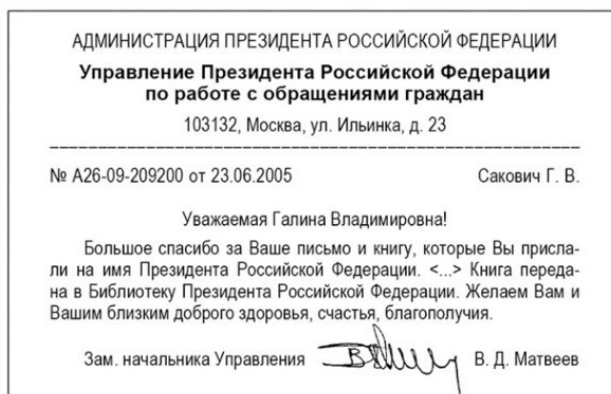 АДМИНИСТРАЦИЯ ПРЕЗИДЕНТА РОССИЙСКОЙ ФЕДЕРАЦИИ
Управление Президента Российской Федерации
по работе с обращениями граждан
103132, Москва, ул. Ильинка, д. 23
№ А26-09-209200 от 23.06.2005 Сакович Г. В.
Уважаемая Галина Владимировна!
Большое спасибо за Ваше письмо и книгу, которые Вы присла-
ли на имя Президента Российской Федерации. <...> Книга переда-
на в Библиотеку Президента Российской Федерации. Желаем Вам и
Вашим близким доброго здоровья, счастья, благополучия.
Зам. начальника Управления В. Д. Матвеев